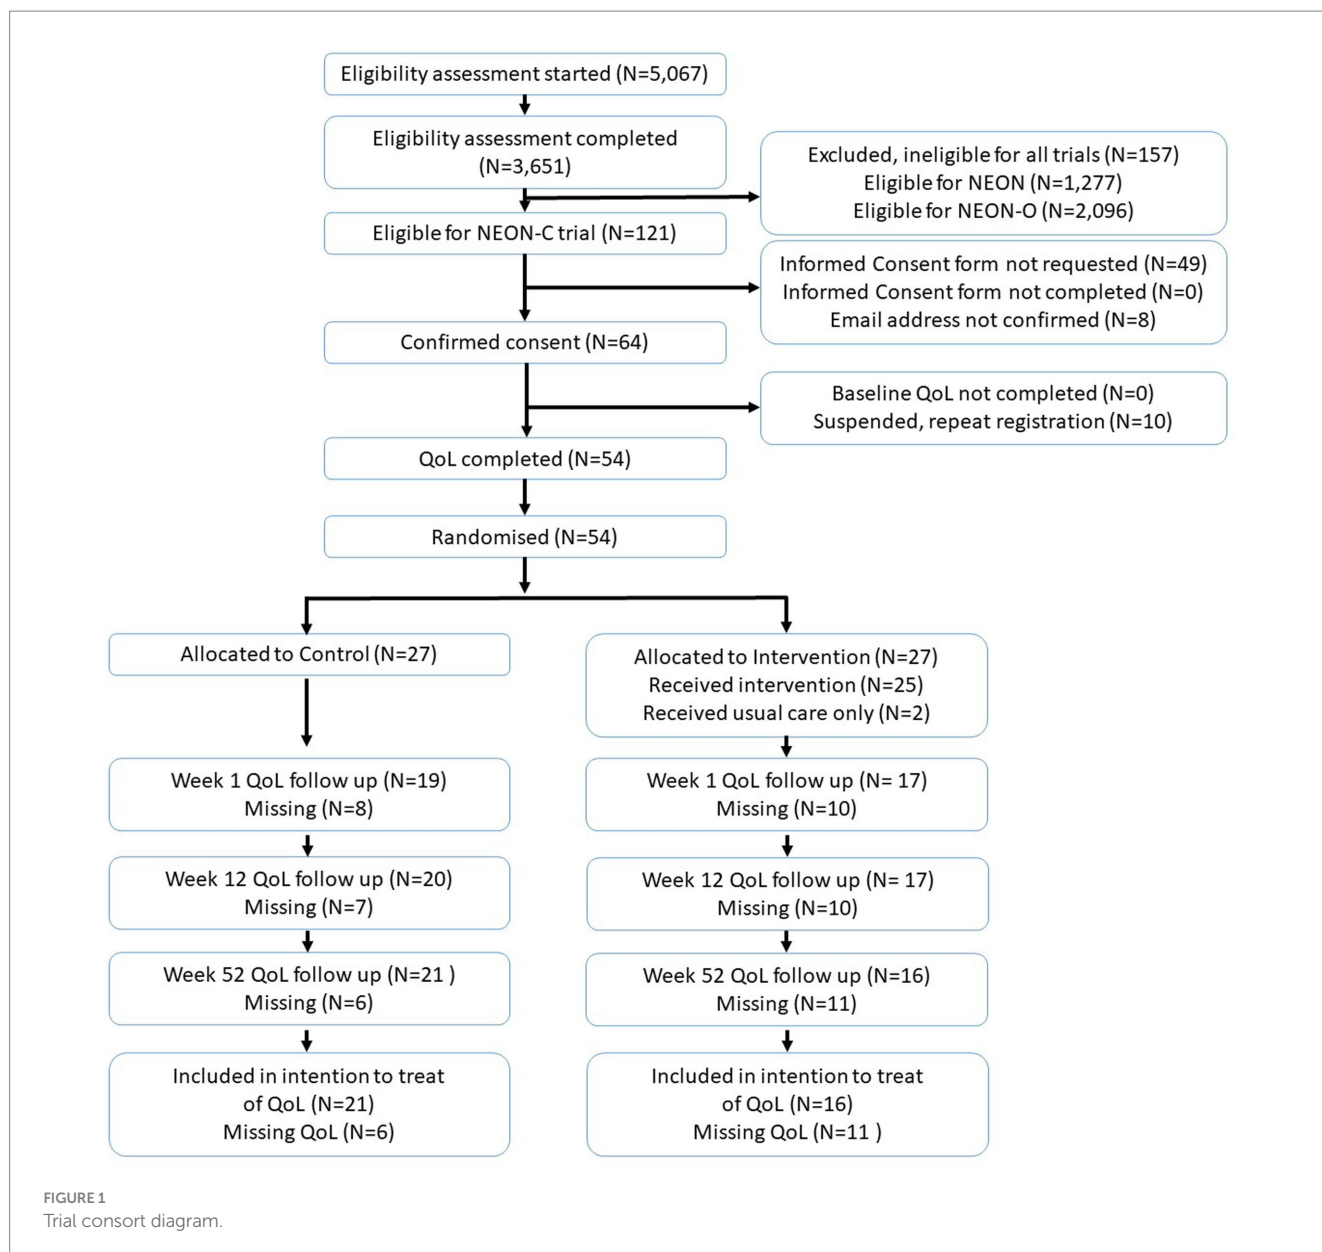 Eligibility assessment started (N=5,067)
Eligibility assessment completed
(N=3,651)
Excluded, ineligible for all trials (N=157)
Eligible for NEON (N=1,277)
Eligible for NEON-O (N=2,096)
Eligible for NEON-C trial (N=121)
Informed Consent form not requested (N=49)
Informed Consent form not completed (N=0)
Email address not confirmed (N=8)
Confirmed consent (N=64)
Baseline QoL not completed (N=0)
Suspended, repeat registration (N=10)
QoL completed (N=54)
Randomised (N=54)
Allocated to Control (N=27)
Allocated to Intervention (N=27)
Received intervention (N=25)
Received usual care only (N=2)
Week 1 QoL follow up (N=19)
Missing (N=8)
Week 1 QoL follow up (N= 17)
Missing (N=10)
Week 12 QoL follow up (N=20)
Missing (N=7)
Week 12 QoL follow up (N= 17)
Missing (N=10)
Week 52 QoL follow up (N=21 )
Missing (N=6)
Week 52 QoL follow up (N=16)
Missing (N=11)
Included in intention to treat
of QoL (N=21)
Missing QoL (N=6)
Included in intention to treat
of QoL (N=16)
Missing QoL (N=11 )
FIGURE 1
Trial consort diagram.